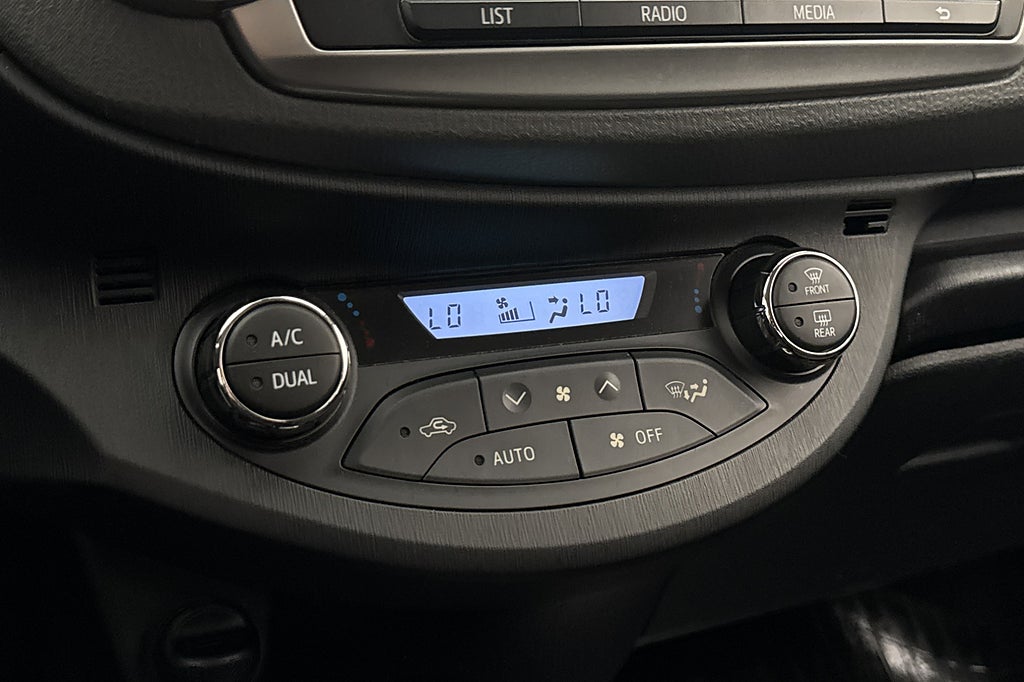 LIST RADIO MEDIA
LO LO
A/C
DUAL
FRONT
REAR
AUTO
OFF